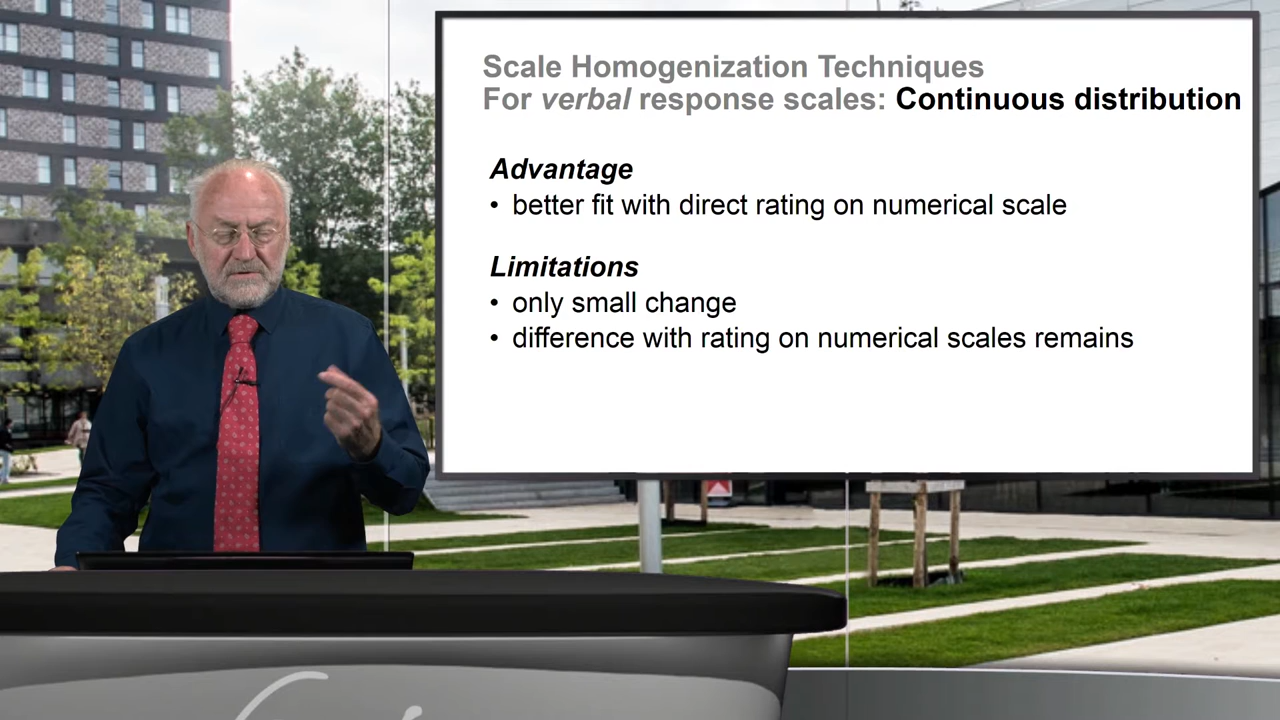 Scale Homogenization Techniques
For verbal response scales: Continuous distribution
Advantage
• better fit with direct rating on numerical scale
Limitations
• only small change
• difference with rating on numerical scales remains